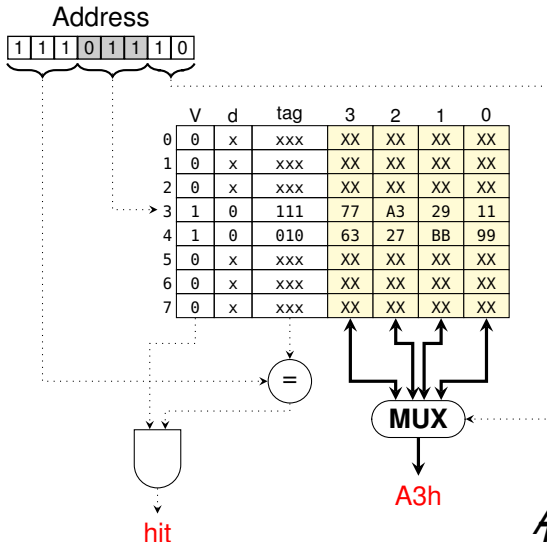 Address
1 1 1 0 1 1 1 0
V d tag 3 2 1 0
0 0 x xxx XX XX XX XX
1 0 x xxx XX XX XX XX
2 0 x xxx XX XX XX XX
3 1 0 111 77 A3 29 11
4 1 0 010 63 27 BB 99
5 0 x xxx XX XX XX XX
6 0 x xxx XX XX XX XX
7 0 x xxx XX XX XX XX
=
MUX
A3h
hit